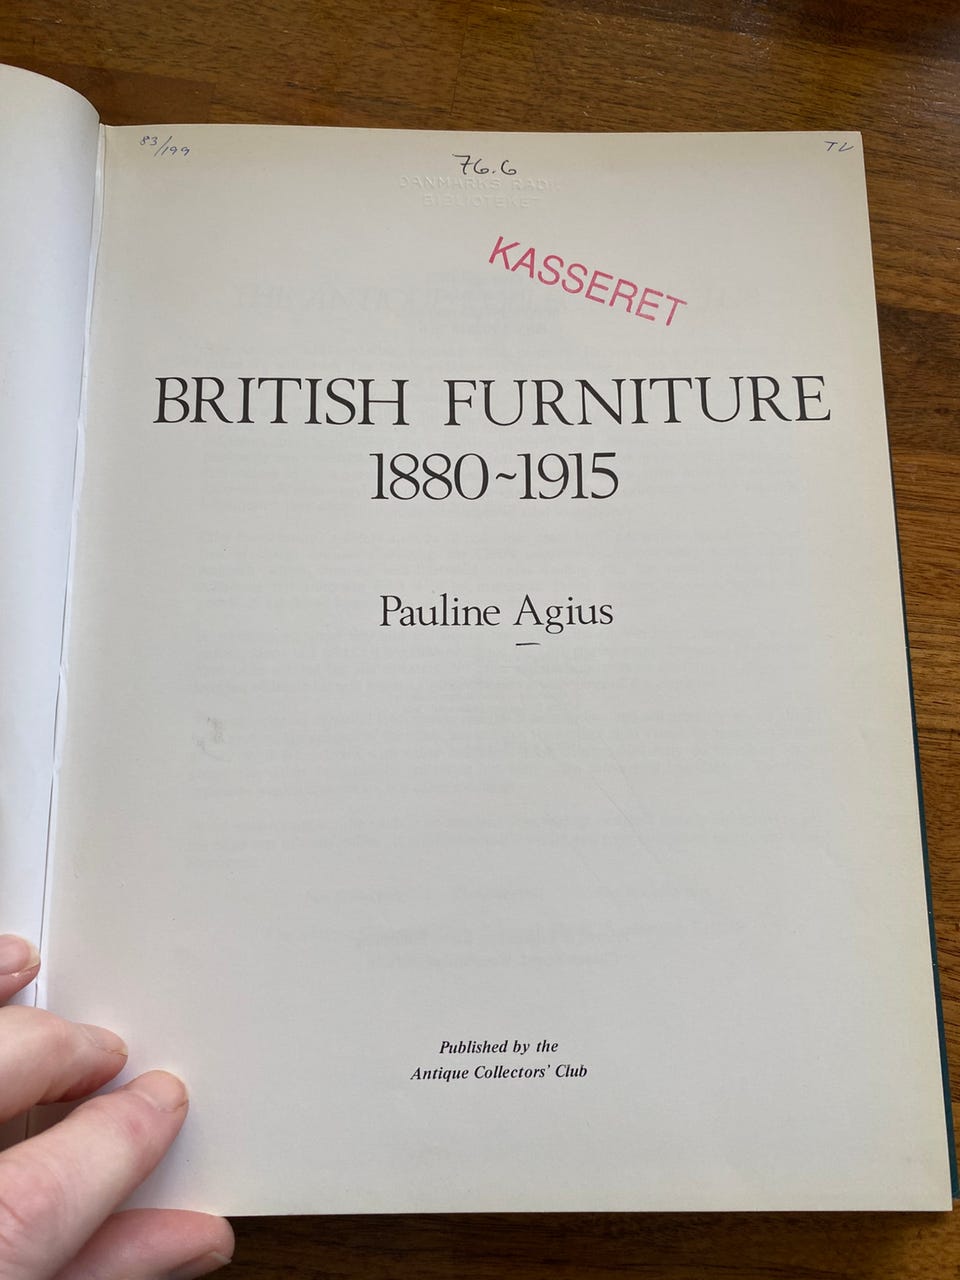 83/199
TV
76.6
DANMARKS RADIO
BIBLIOTEKET
KASSERET
BRITISH FURNITURE
1880~1915
Pauline Agius
Published by the
Antique Collectors' Club